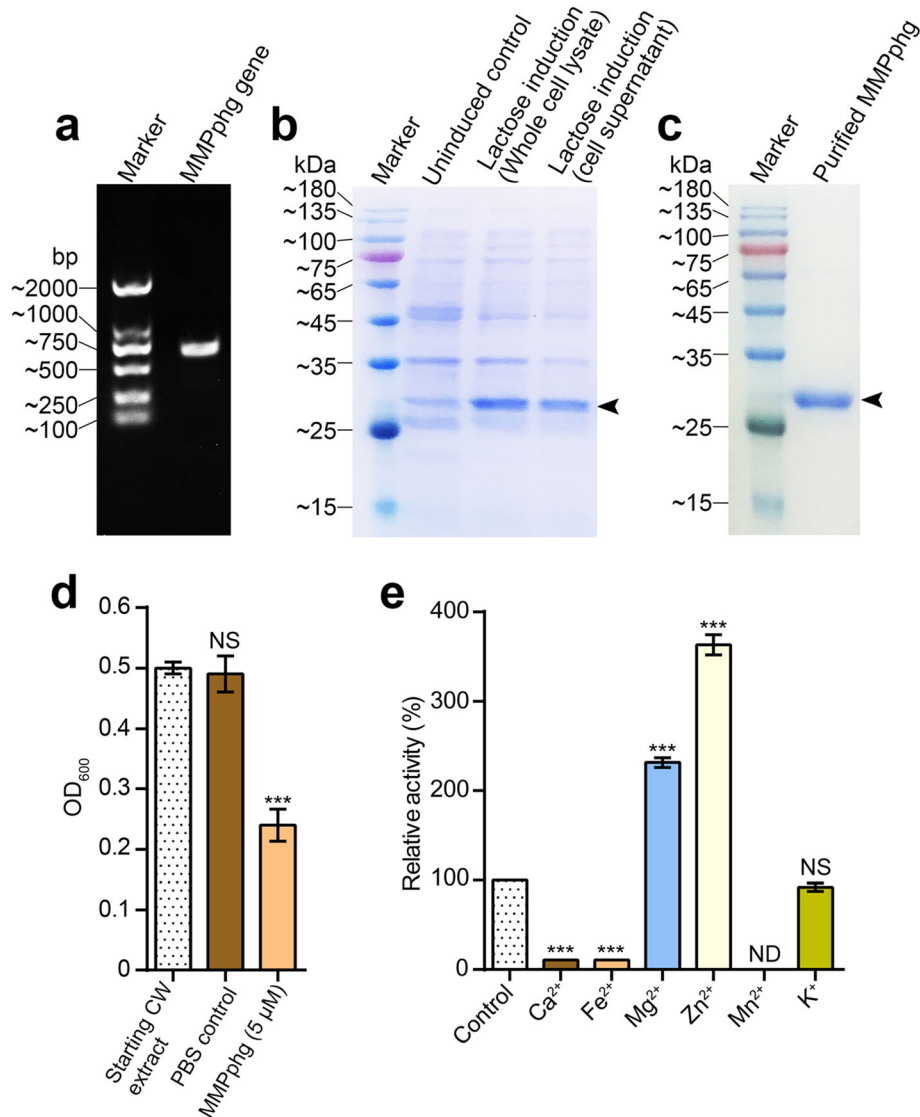 a
Marker
MMPphg gene
bp
~2000
~1000
~750
~500
~250
~100
b
Marker
Uninduced control
Lactose induction
(Whole cell lysate)
Lactose induction
(cell supernatant)
kDa
~180
~135
~100
~75
~65
~45
~35
~25
~15
c
Marker
Purified MMPphg
kDa
~180
~135
~100
~75
~65
~45
~35
~25
~15
d
0.6
0.5
0.4
0.3
0.2
0.1
0
OD600
NS
***
Starting CW
extract
PBS control
MMPphg (5 µM)
e
400
300
200
100
0
Relative activity (%)
***
***
***
***
ND
NS
Control
Ca²⁺
Fe²⁺
Mg²⁺
Zn²⁺
Mn²⁺
K⁺